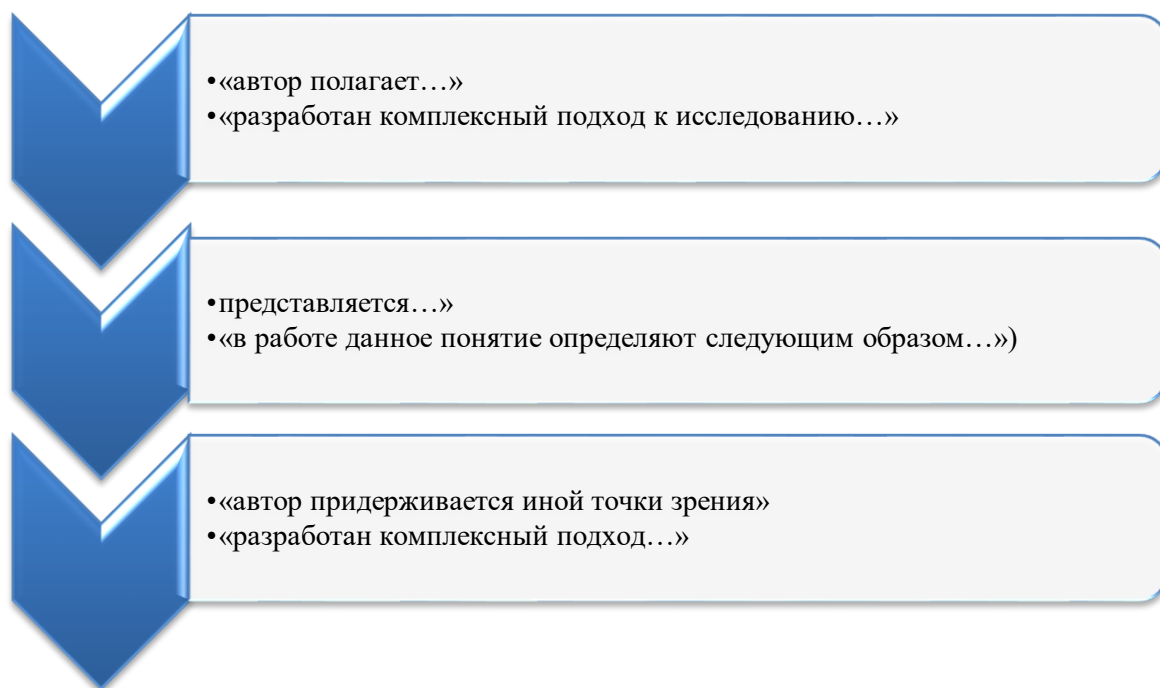 •«автор полагает…»
•«разработан комплексный подход к исследованию…»
•представляется…»
•«в работе данное понятие определяют следующим образом…»)
•«автор придерживается иной точки зрения»
•«разработан комплексный подход…»